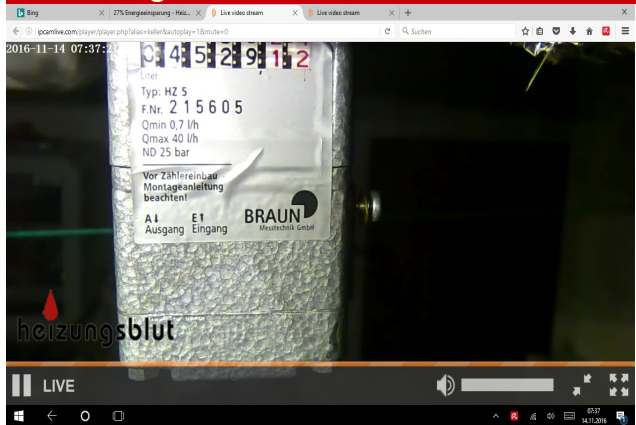 Bing
27% Energieeinsparung - Heiz...
Live video stream
Live video stream
ipcamlive.com/player/player.php?alias=keller&autoplay=1&mute=0
Suchen
2016-11-14 07:37:2
0 4 5 2 9 1 2
Liter
Typ: HZ 5
F.Nr. 215605
Qmin 0,7 l/h
Qmax 40 l/h
ND 25 bar
Vor Zählereinbau
Montageanleitung
beachten!
A↓ E↑
Ausgang Eingang
BRAUN
Messtechnik GmbH
heizungsblut
LIVE
07:37
14.11.2016